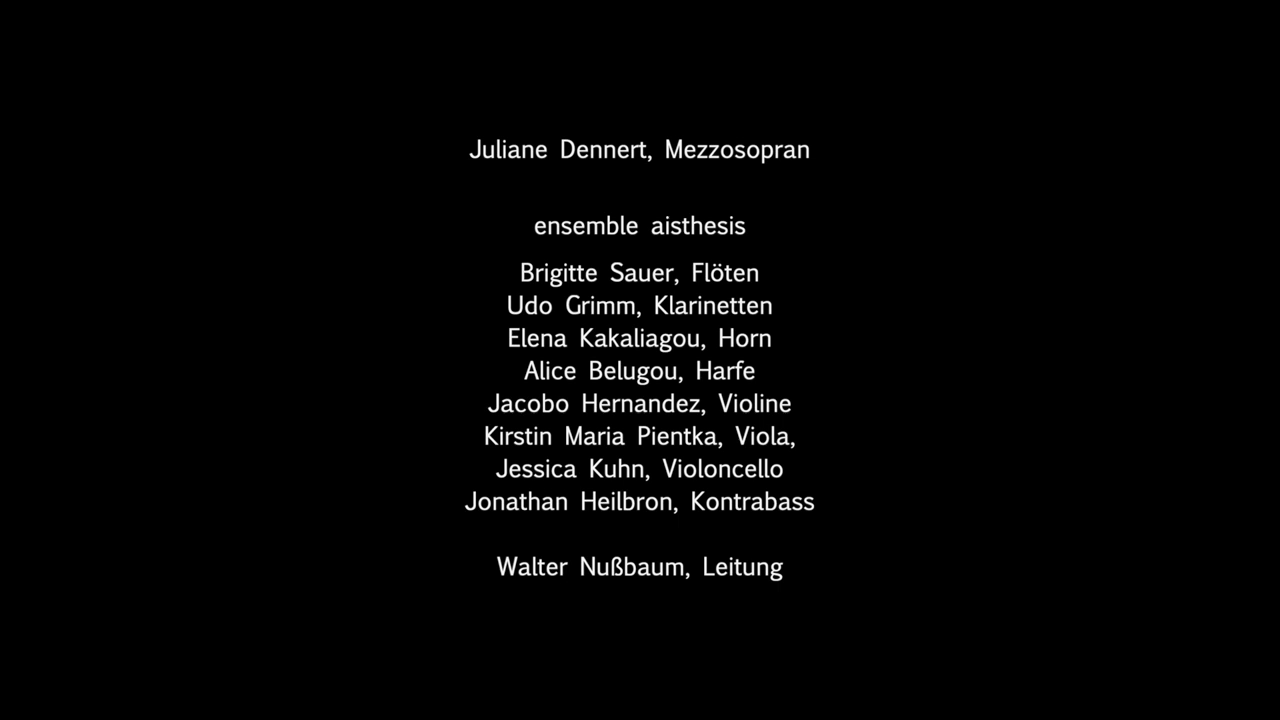 Juliane Dennert, Mezzosopran
ensemble aisthesis
Brigitte Sauer, Flöten
Udo Grimm, Klarinetten
Elena Kakaliagou, Horn
Alice Belugou, Harfe
Jacobo Hernandez, Violine
Kirstin Maria Pientka, Viola,
Jessica Kuhn, Violoncello
Jonathan Heilbron, Kontrabass
Walter Nußbaum, Leitung